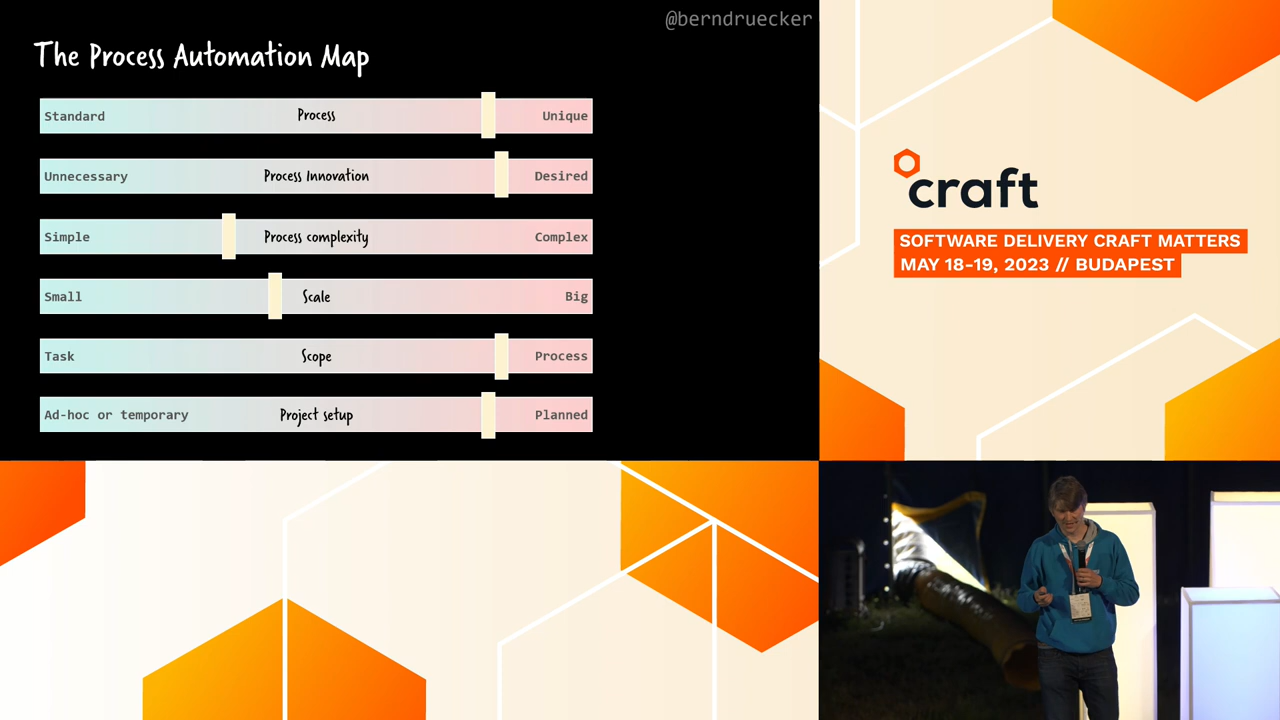 @berndruecker
The Process Automation Map
Standard Process Unique
Unnecessary Process Innovation Desired
Simple Process complexity Complex
Small Scale Big
Task Scope Process
Ad-hoc or temporary Project setup Planned
craft
SOFTWARE DELIVERY CRAFT MATTERS
MAY 18-19, 2023 // BUDAPEST